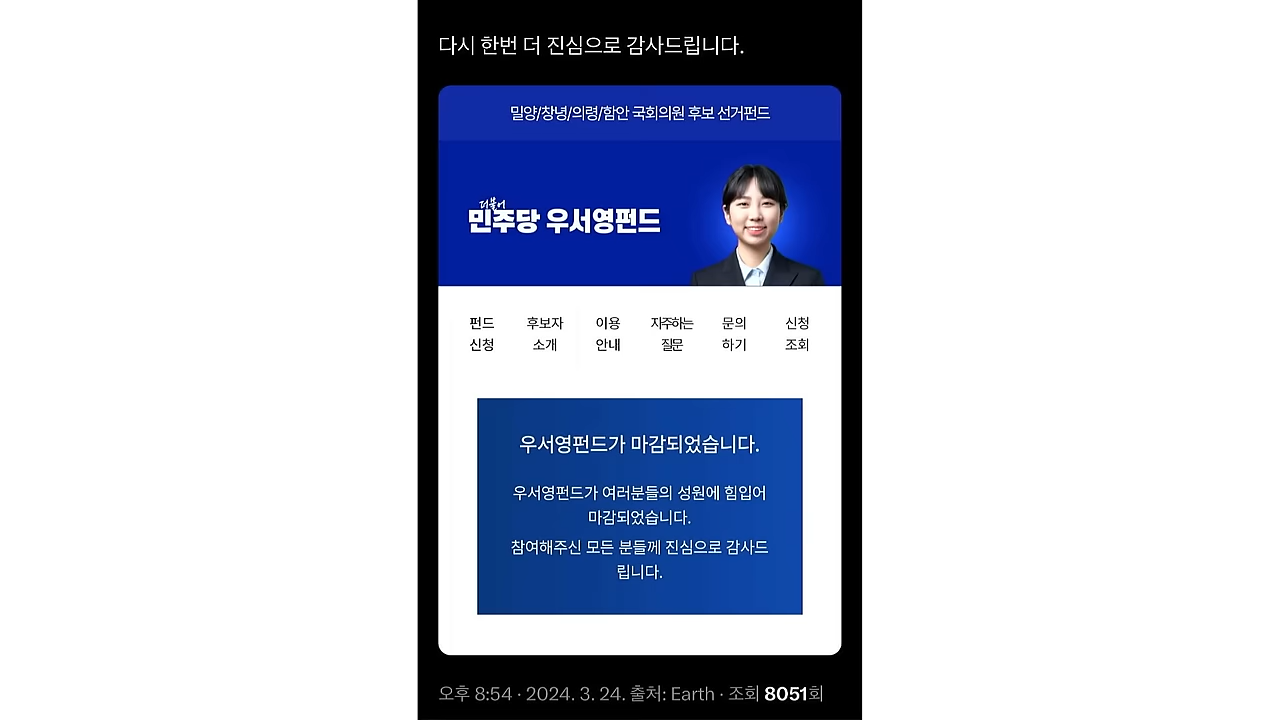 다시 한번 더 진심으로 감사드립니다.
밀양/창녕/의령/함안 국회의원 후보 선거펀드
더불어
민주당 우서영펀드
펀드 후보자 이용 자주하는 문의 신청
신청 소개 안내 질문 하기 조회
우서영펀드가 마감되었습니다.
우서영펀드가 여러분들의 성원에 힘입어
마감되었습니다.
참여해주신 모든 분들께 진심으로 감사드
립니다.
오후 8:54 · 2024. 3. 24. 출처: Earth · 조회 8051회